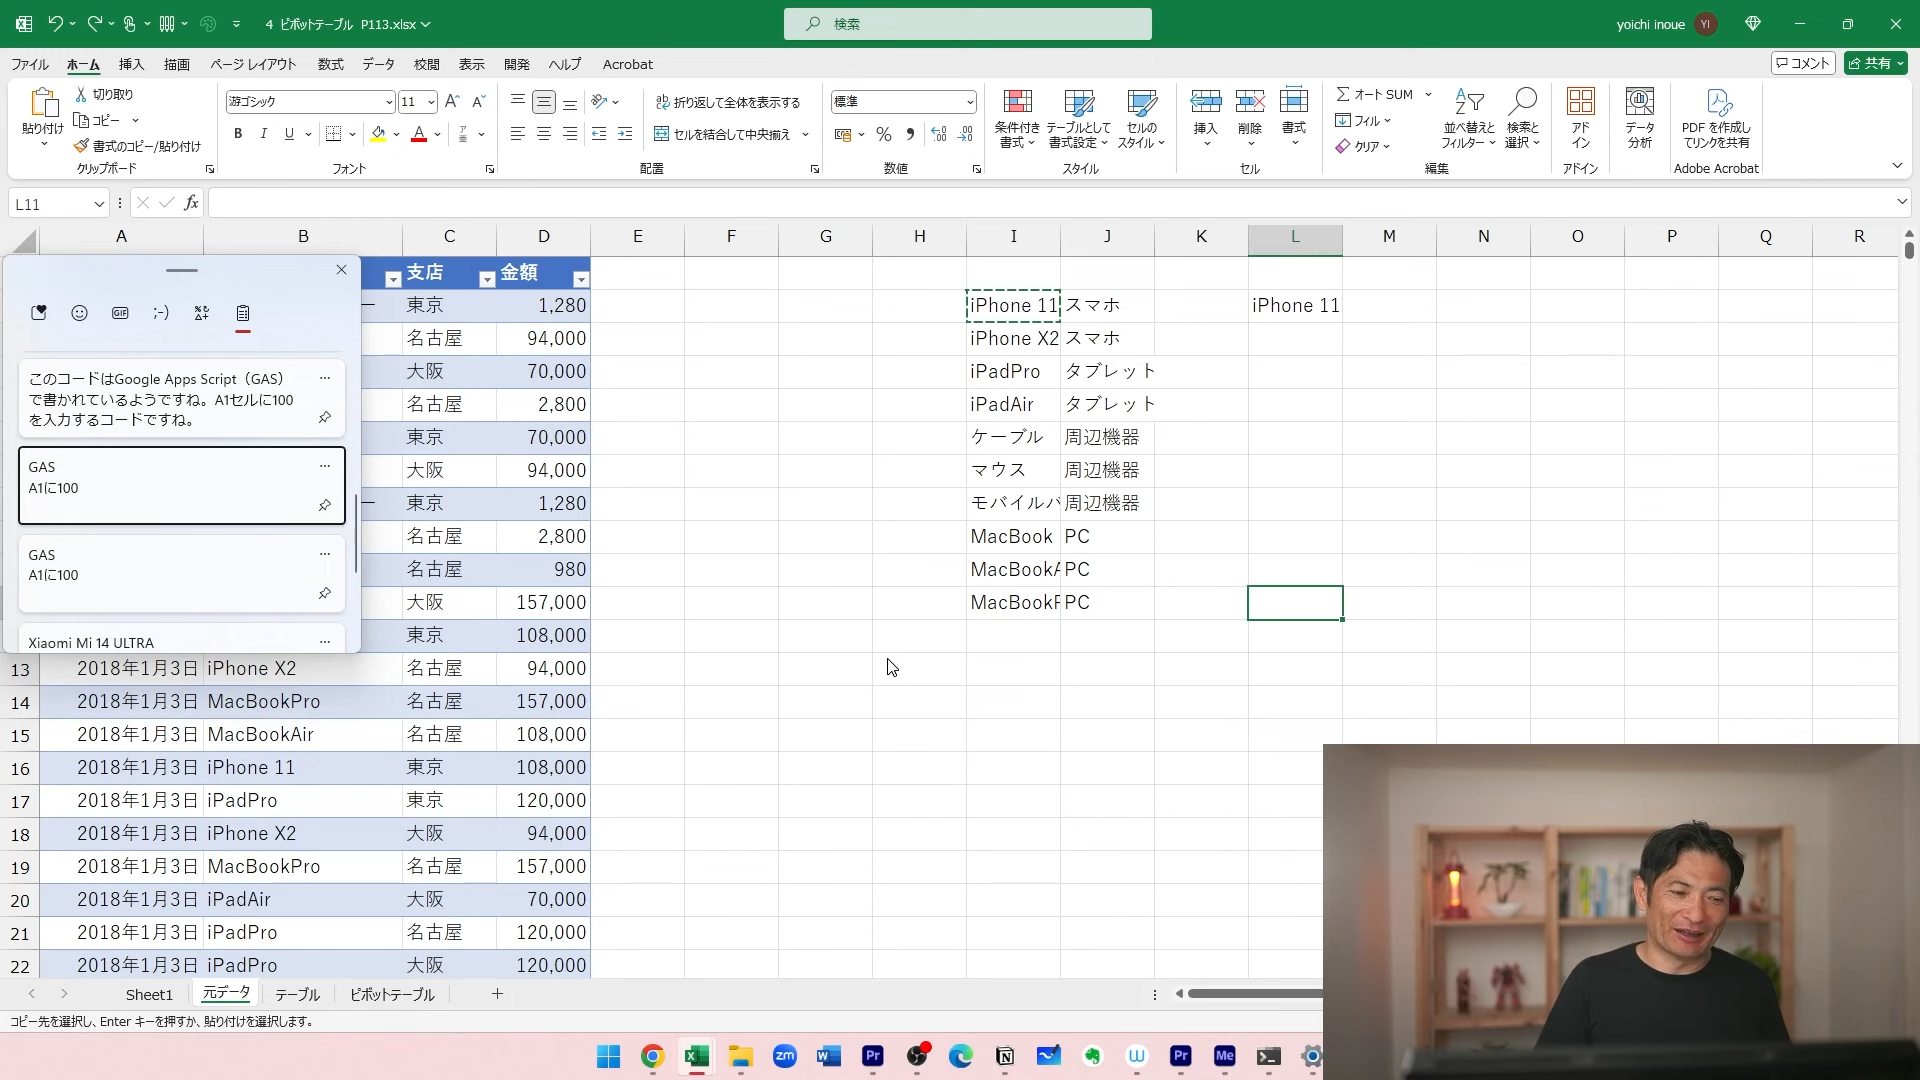 4 ピボットテーブル P113.xlsx
検索
yoichi inoue YI
ファイル ホーム 挿入 描画 ページ レイアウト 数式 データ 校閲 表示 開発 ヘルプ Acrobat
コメント 共有
貼り付け 切り取り コピー 書式のコピー/貼り付け
游ゴシック 11
折り返して全体を表示する
セルを結合して中央揃え
標準
条件付き書式 テーブルとして書式設定 セルのスタイル
挿入 削除 書式
オート SUM フィル クリア
並べ替えとフィルター 検索と選択
アドイン
データ分析
PDF を作成してリンクを共有
クリップボード フォント 配置 数値 スタイル セル 編集 アドイン Adobe Acrobat
L11
A B C D E F G H I J K L M N O P Q R
支店 金額
東京 1,280 iPhone 11 スマホ iPhone 11
名古屋 94,000 iPhone X2 スマホ
大阪 70,000 iPadPro タブレット
名古屋 2,800 iPadAir タブレット
東京 70,000 ケーブル 周辺機器
大阪 94,000 マウス 周辺機器
東京 1,280 モバイルバ 周辺機器
名古屋 2,800 MacBook PC
名古屋 980 MacBookA PC
大阪 157,000 MacBookP PC
東京 108,000
このコードはGoogle Apps Script（GAS）
で書かれているようですね。A1セルに100
を入力するコードですね。
GAS
A1に100
GAS
A1に100
Xiaomi Mi 14 ULTRA
13 2018年1月3日 iPhone X2 名古屋 94,000
14 2018年1月3日 MacBookPro 名古屋 157,000
15 2018年1月3日 MacBookAir 名古屋 108,000
16 2018年1月3日 iPhone 11 東京 108,000
17 2018年1月3日 iPadPro 東京 120,000
18 2018年1月3日 iPhone X2 大阪 94,000
19 2018年1月3日 MacBookPro 名古屋 157,000
20 2018年1月3日 iPadAir 大阪 70,000
21 2018年1月3日 iPadPro 名古屋 120,000
22 2018年1月3日 iPadPro 大阪 120,000
Sheet1 元データ テーブル ピボットテーブル
コピー先を選択し、Enter キーを押すか、貼り付けを選択します。